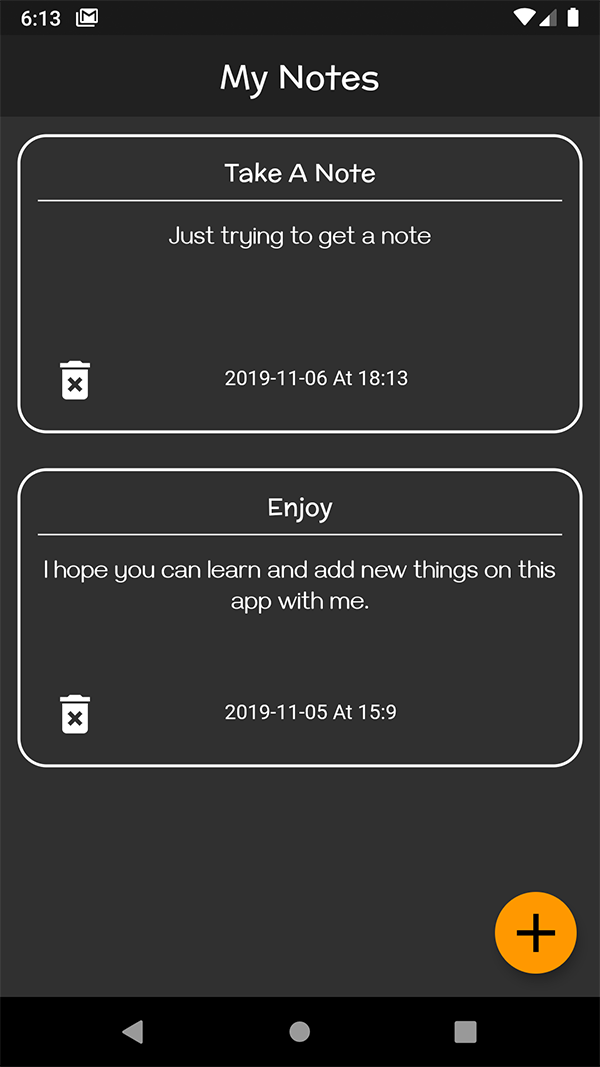 6:13
My Notes
Take A Note
Just trying to get a note
2019-11-06 At 18:13
Enjoy
I hope you can learn and add new things on this
app with me.
2019-11-05 At 15:9